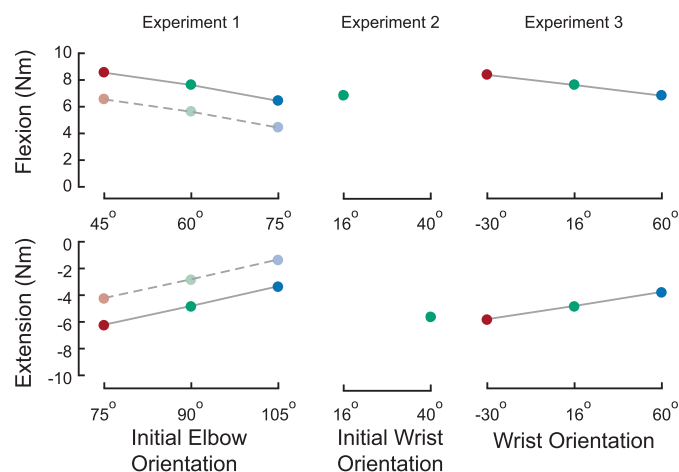 Experiment 1
Experiment 2
Experiment 3
Flexion (Nm)
10
8
6
4
2
0
45° 60° 75°
16° 40°
-30° 16° 60°
Extension (Nm)
0
-2
-4
-6
-8
-10
75° 90° 105°
16° 40°
-30° 16° 60°
Initial Elbow
Orientation
Initial Wrist
Orientation
Wrist Orientation